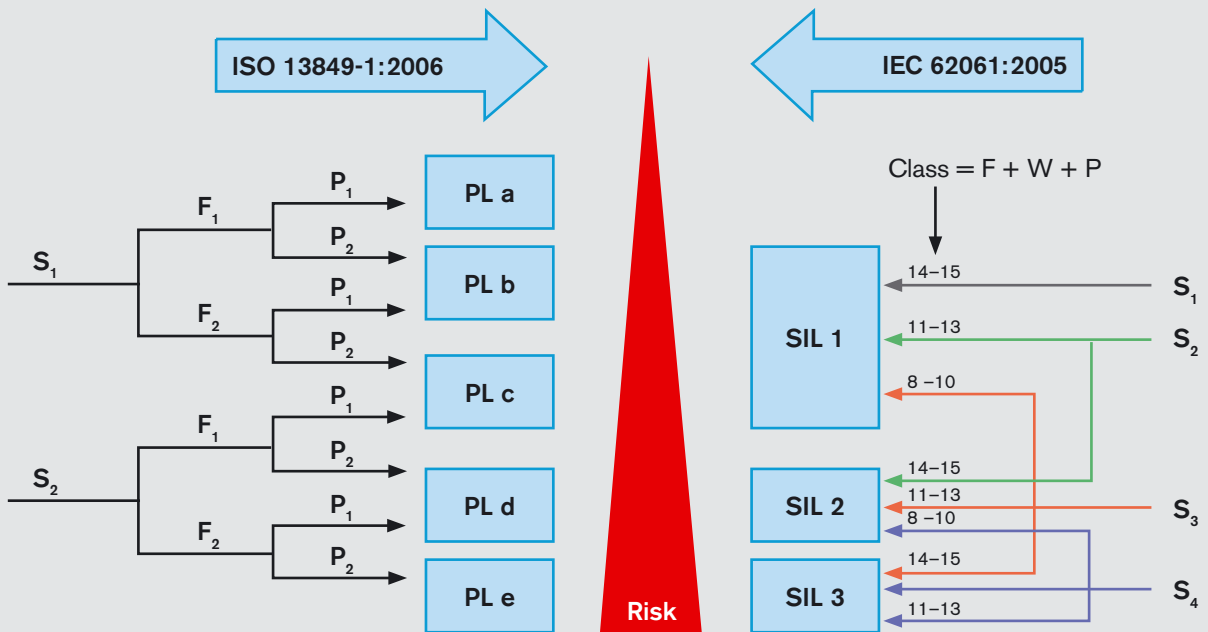 ISO 13849-1:2006
IEC 62061:2005
Class = F + W + P
S₁
F₁
P₁
P₂
F₂
P₁
P₂
S₂
F₁
P₁
P₂
F₂
P₁
P₂
PL a
PL b
PL c
PL d
PL e
Risk
SIL 1
SIL 2
SIL 3
14–15
11–13
8 –10
14–15
11–13
8 –10
14–15
11–13
S₁
S₂
S₃
S₄